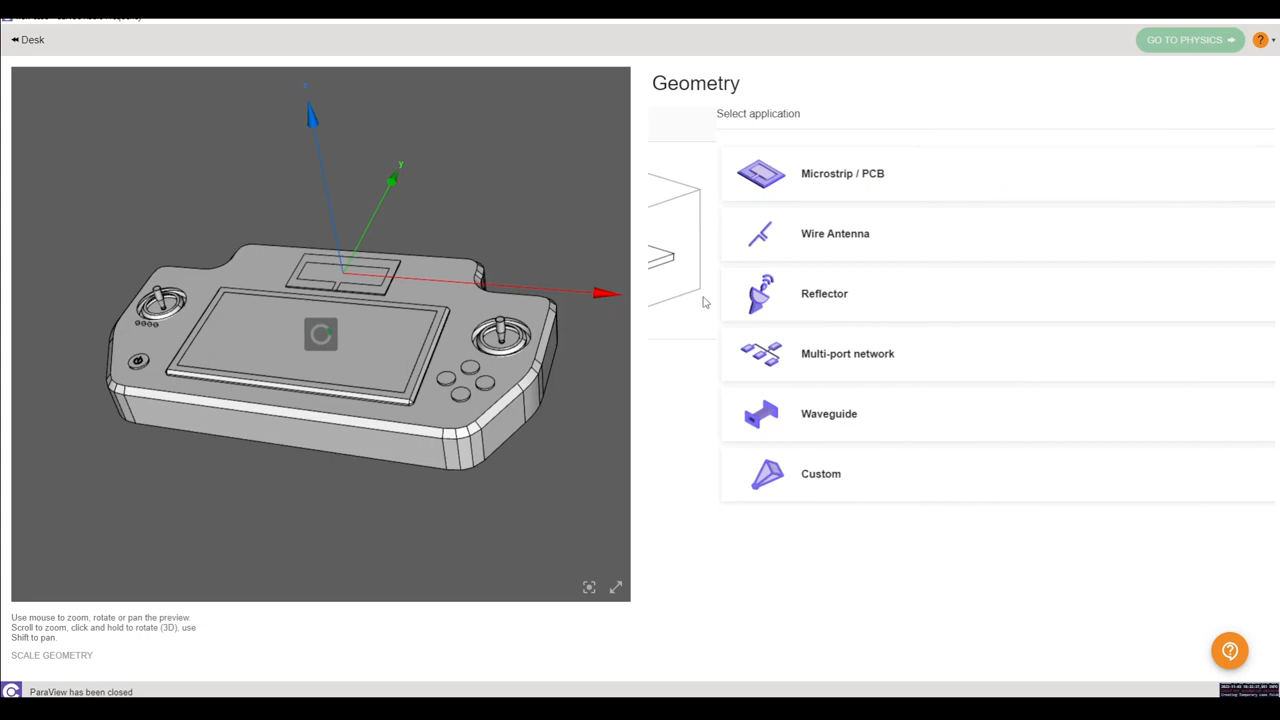 Desk
GO TO PHYSICS
?
Geometry
Select application
z
y
Microstrip / PCB
Wire Antenna
Reflector
Multi-port network
Waveguide
Custom
Use mouse to zoom, rotate or pan the preview.
Scroll to zoom, click and hold to rotate (3D), use
Shift to pan.
SCALE GEOMETRY
ParaView has been closed